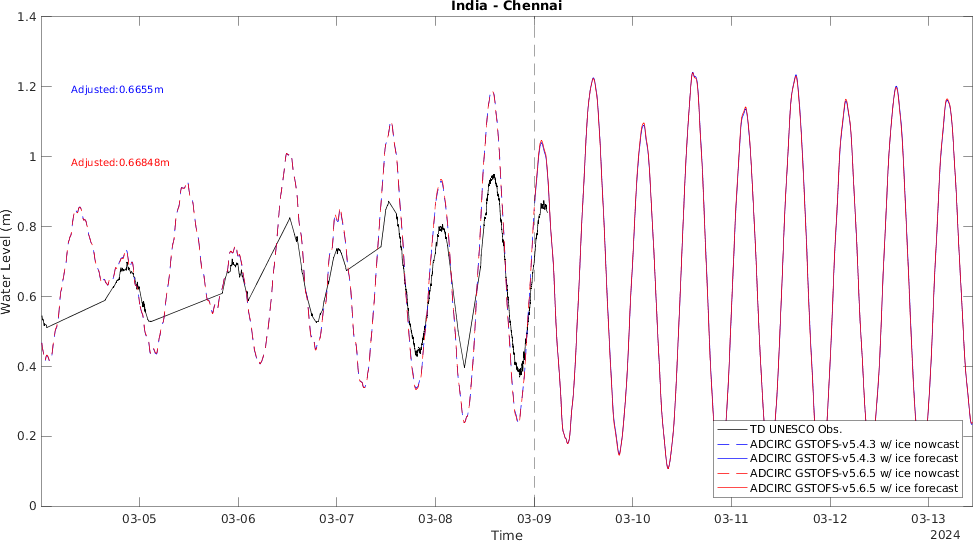 India - Chennai
1.4
1.2
1
0.8
0.6
0.4
0.2
0
Water Level (m)
Adjusted:0.6655m
Adjusted:0.66848m
TD UNESCO Obs.
ADCIRC GSTOFS-v5.4.3 w/ ice nowcast
ADCIRC GSTOFS-v5.4.3 w/ ice forecast
ADCIRC GSTOFS-v5.6.5 w/ ice nowcast
ADCIRC GSTOFS-v5.6.5 w/ ice forecast
03-05 03-06 03-07 03-08 03-09 03-10 03-11 03-12 03-13
2024
Time